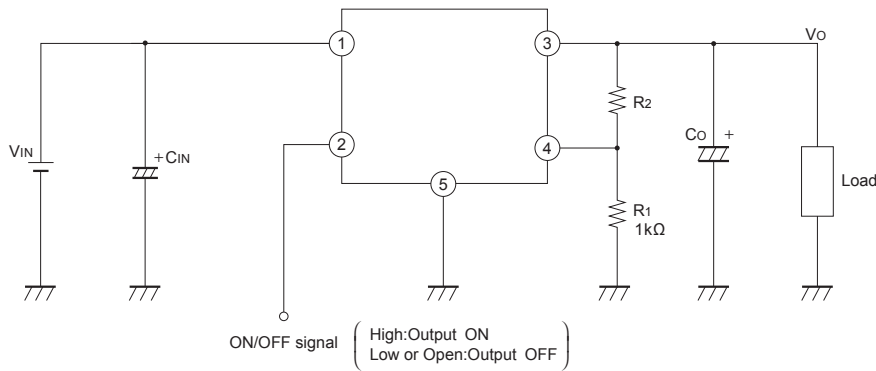 1
3
Vo
R2
2
4
Co
+
VIN
+
CIN
5
R1
1kΩ
Load
ON/OFF signal
High:Output ON
Low or Open:Output OFF